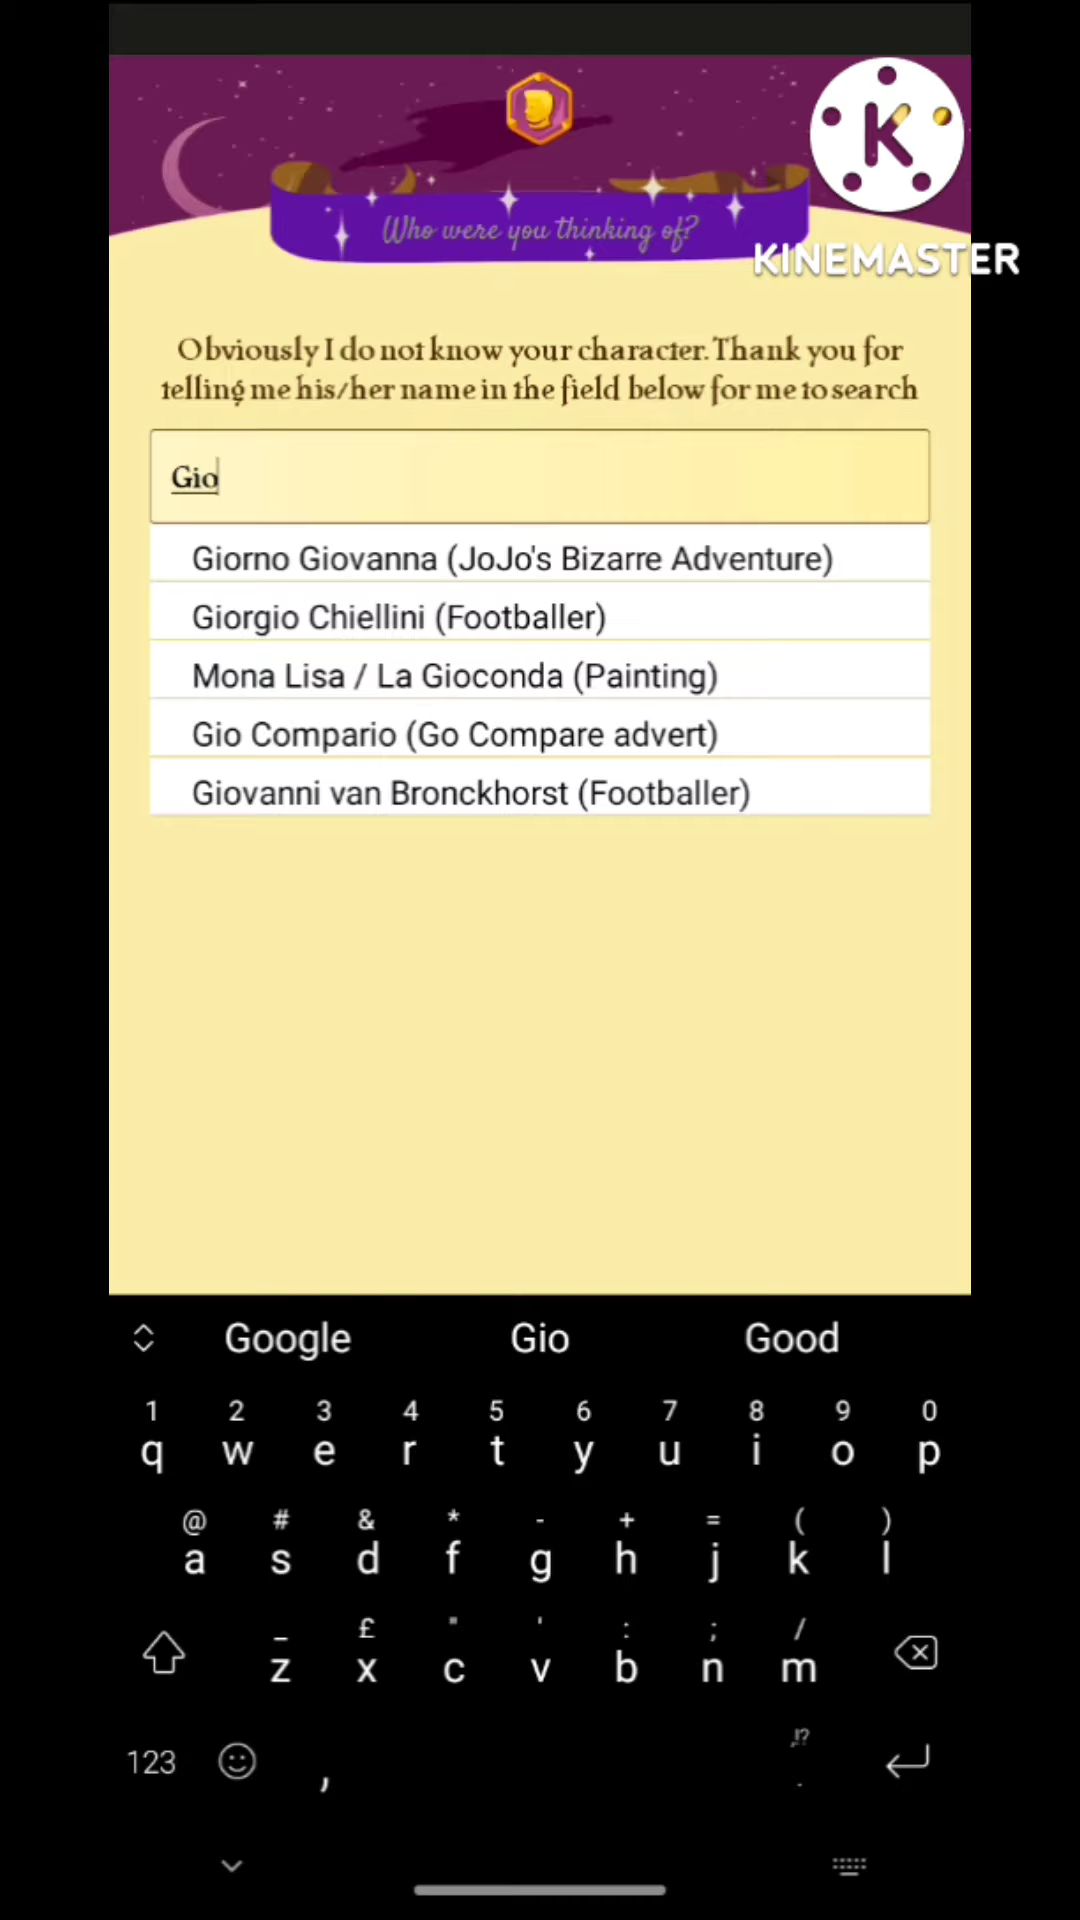 K
KINEMASTER
Who were you thinking of?
Obviously I do not know your character. Thank you for
telling me his/her name in the field below for me to search
Gio
Giorno Giovanna (JoJo's Bizarre Adventure)
Giorgio Chiellini (Footballer)
Mona Lisa / La Gioconda (Painting)
Gio Compario (Go Compare advert)
Giovanni van Bronckhorst (Footballer)
Google Gio Good
1 2 3 4 5 6 7 8 9 0
q w e r t y u i o p
@ # & * - + = ( )
a s d f g h j k l
_ £ " ' : ; /
z x c v b n m
,!?
123 , .